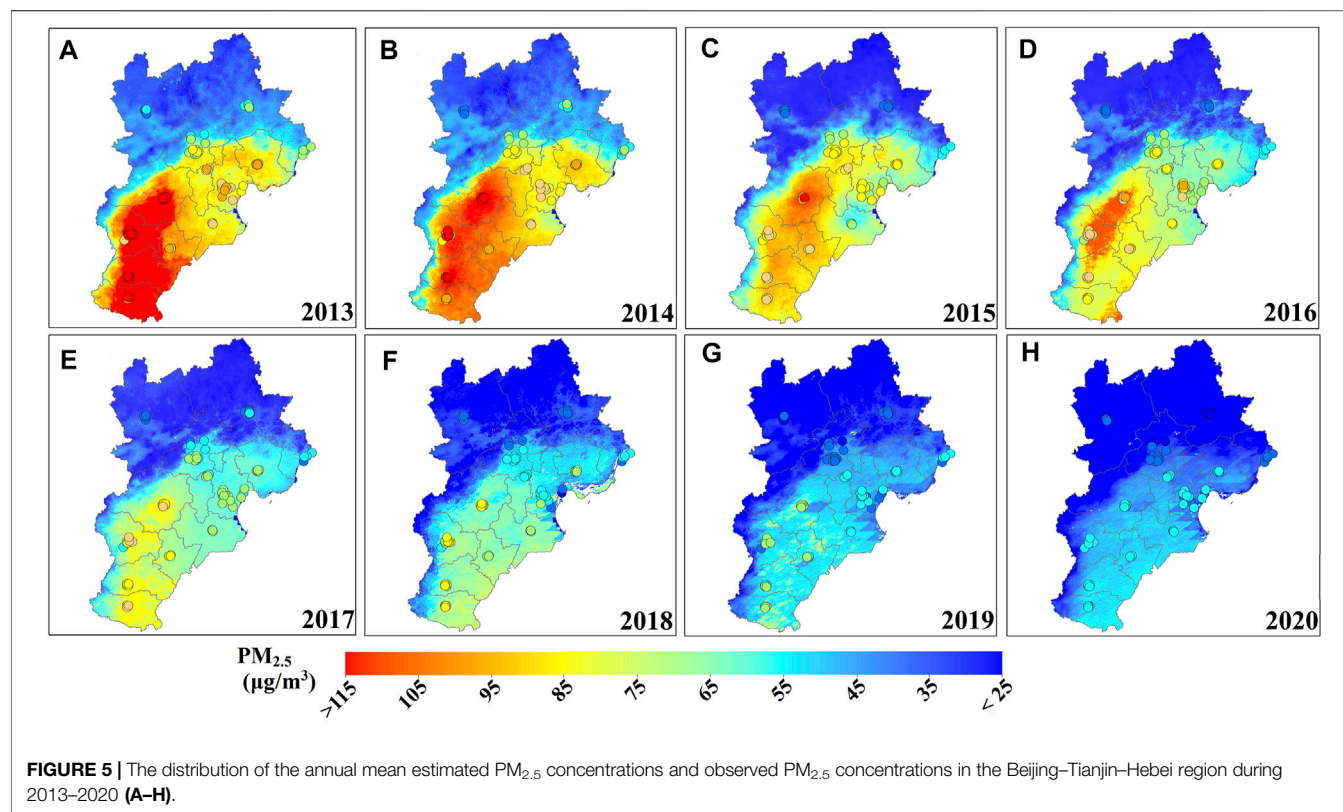 A
B
C
D
2013
2014
2015
2016
E
F
G
H
2017
2018
2019
2020
PM2.5
(μg/m³)
>115 105 95 85 75 65 55 45 35 <25
FIGURE 5 | The distribution of the annual mean estimated PM2.5 concentrations and observed PM2.5 concentrations in the Beijing–Tianjin–Hebei region during
2013–2020 (A–H).